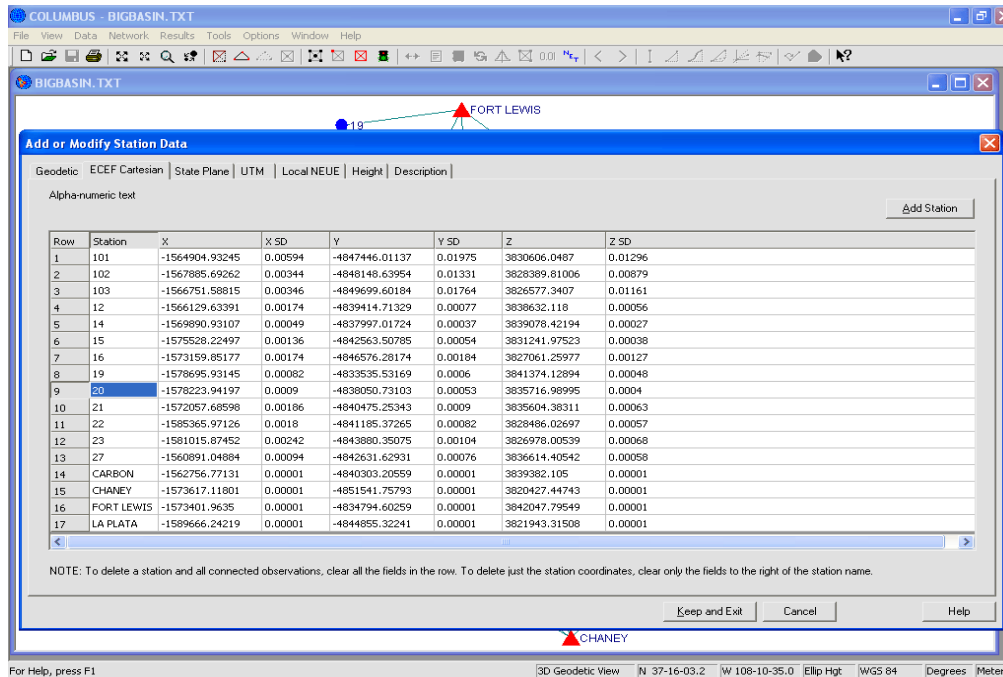 COLUMBUS - BIGBASIN.TXT
File View Data Network Results Tools Options Window Help
0.01
BIGBASIN.TXT
FORT LEWIS
19
Add or Modify Station Data
Geodetic ECEF Cartesian State Plane UTM Local NEUE Height Description
Alpha-numeric text
Add Station
Row Station X X SD Y Y SD Z Z SD
1 101 -1564904.93245 0.00594 -4847446.01137 0.01975 3830606.0487 0.01296
2 102 -1567885.69262 0.00344 -4848148.63954 0.01331 3828389.81006 0.00879
3 103 -1566751.58815 0.00346 -4849699.60184 0.01764 3826577.3407 0.01161
4 12 -1566129.63391 0.00174 -4839414.71329 0.00077 3838632.118 0.00056
5 14 -1569890.93107 0.00049 -4837997.01724 0.00037 3839078.42194 0.00027
6 15 -1575528.22497 0.00136 -4842563.50785 0.00054 3831241.97523 0.00038
7 16 -1573159.85177 0.00174 -4846576.28174 0.00184 3827061.25977 0.00127
8 19 -1578695.93145 0.00082 -4833535.53169 0.0006 3841374.12894 0.00048
9 20 -1578223.94197 0.0009 -4838050.73103 0.00053 3835716.98995 0.0004
10 21 -1572057.68598 0.00186 -4840475.25343 0.0009 3835604.38311 0.00063
11 22 -1585365.97126 0.0018 -4841185.37265 0.00082 3828486.02697 0.00057
12 23 -1581015.87452 0.00242 -4843880.35075 0.00104 3826978.00539 0.00068
13 27 -1560891.04884 0.00094 -4842631.62931 0.00076 3836614.40542 0.00058
14 CARBON -1562756.77131 0.00001 -4840303.20559 0.00001 3839382.105 0.00001
15 CHANEY -1573617.11801 0.00001 -4851541.75793 0.00001 3820427.44743 0.00001
16 FORT LEWIS -1573401.9635 0.00001 -4834794.60259 0.00001 3842047.79549 0.00001
17 LA PLATA -1589666.24219 0.00001 -4844855.32241 0.00001 3821943.31508 0.00001
NOTE: To delete a station and all connected observations, clear all the fields in the row. To delete just the station coordinates, clear only the fields to the right of the station name.
Keep and Exit Cancel Help
CHANEY
For Help, press F1 3D Geodetic View N 37-16-03.2 W 108-10-35.0 Ellip Hgt WGS 84 Degrees Meter